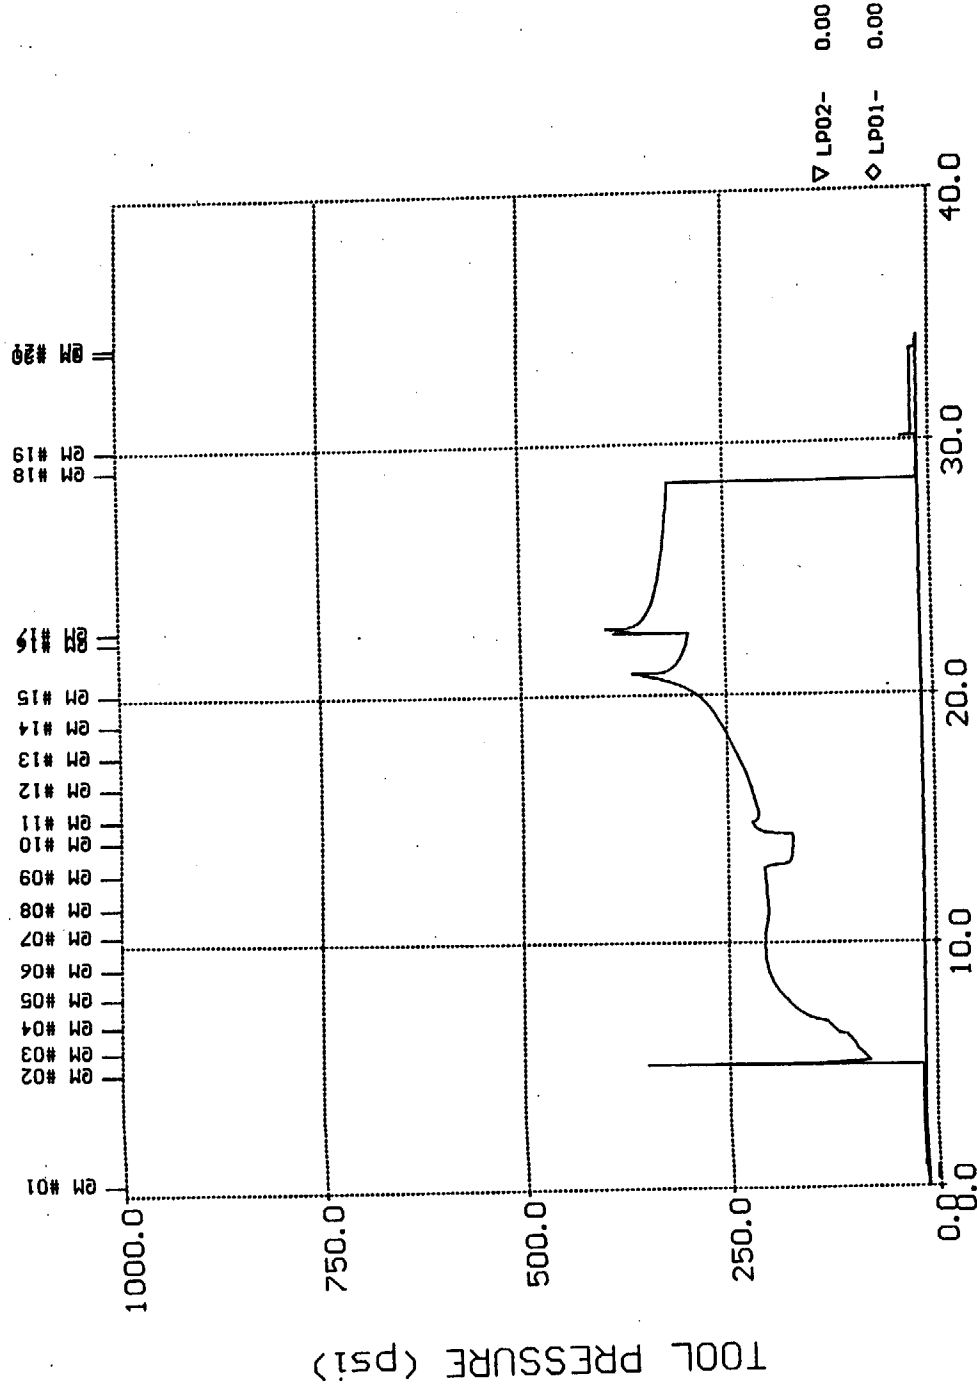 GM #01
GM #02
GM #03
GM #04
GM #05
GM #06
GM #07
GM #08
GM #09
GM #10
GM #11
GM #12
GM #13
GM #14
GM #15
GM #17
GM #18
GM #19
GM
TOOL PRESSURE (psi)
1000.0
750.0
500.0
250.0
0.0
0.0
10.0
20.0
30.0
40.0
LP02- 0.00
LP01- 0.00